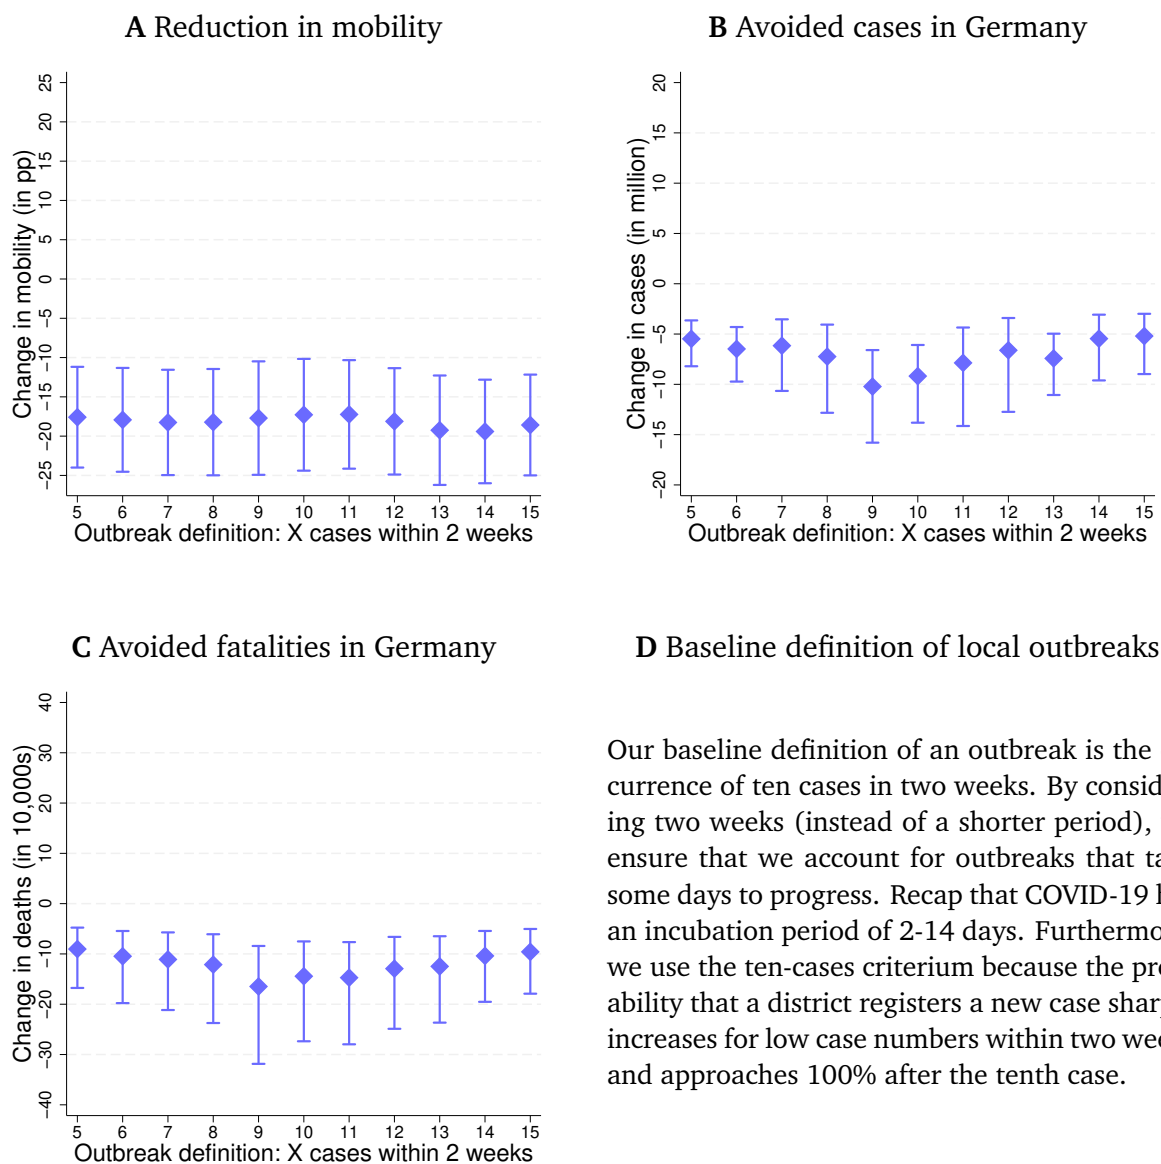 A Reduction in mobility
Change in mobility (in pp)
25
20
15
10
5
0
−5
−10
−15
−20
−25
5 6 7 8 9 10 11 12 13 14 15
Outbreak definition: X cases within 2 weeks
B Avoided cases in Germany
Change in cases (in million)
20
15
10
5
0
−5
−10
−15
−20
5 6 7 8 9 10 11 12 13 14 15
Outbreak definition: X cases within 2 weeks
C Avoided fatalities in Germany
Change in deaths (in 10,000s)
40
30
20
10
0
−10
−20
−30
−40
5 6 7 8 9 10 11 12 13 14 15
Outbreak definition: X cases within 2 weeks
D Baseline definition of local outbreaks
Our baseline definition of an outbreak is the
currence of ten cases in two weeks. By consid
ing two weeks (instead of a shorter period),
ensure that we account for outbreaks that ta
some days to progress. Recap that COVID-19 h
an incubation period of 2-14 days. Furthermo
we use the ten-cases criterium because the pro
ability that a district registers a new case shar
increases for low case numbers within two wee
and approaches 100% after the tenth case.